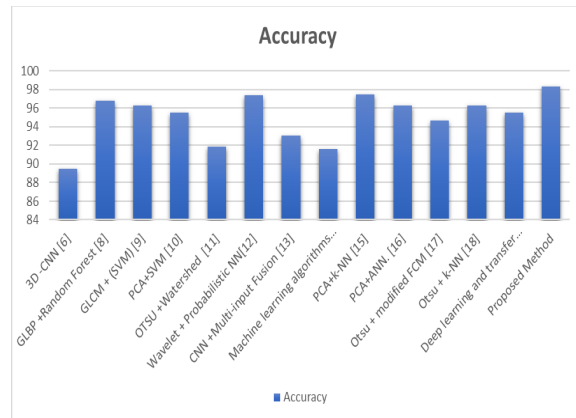 Accuracy
100
98
96
94
92
90
88
86
84
3D -CNN [6]
GLBP +Random Forest [8]
GLCM + (SVM) [9]
PCA+SVM [10]
OTSU +Watershed [11]
Wavelet + Probabilistic NN[12]
CNN +Multi-input Fusion [13]
Machine learning algorithms...
PCA+k-NN [15]
PCA+ANN. [16]
Otsu + modified FCM [17]
Otsu + k-NN [18]
Deep learning and transfer...
Proposed Method
Accuracy